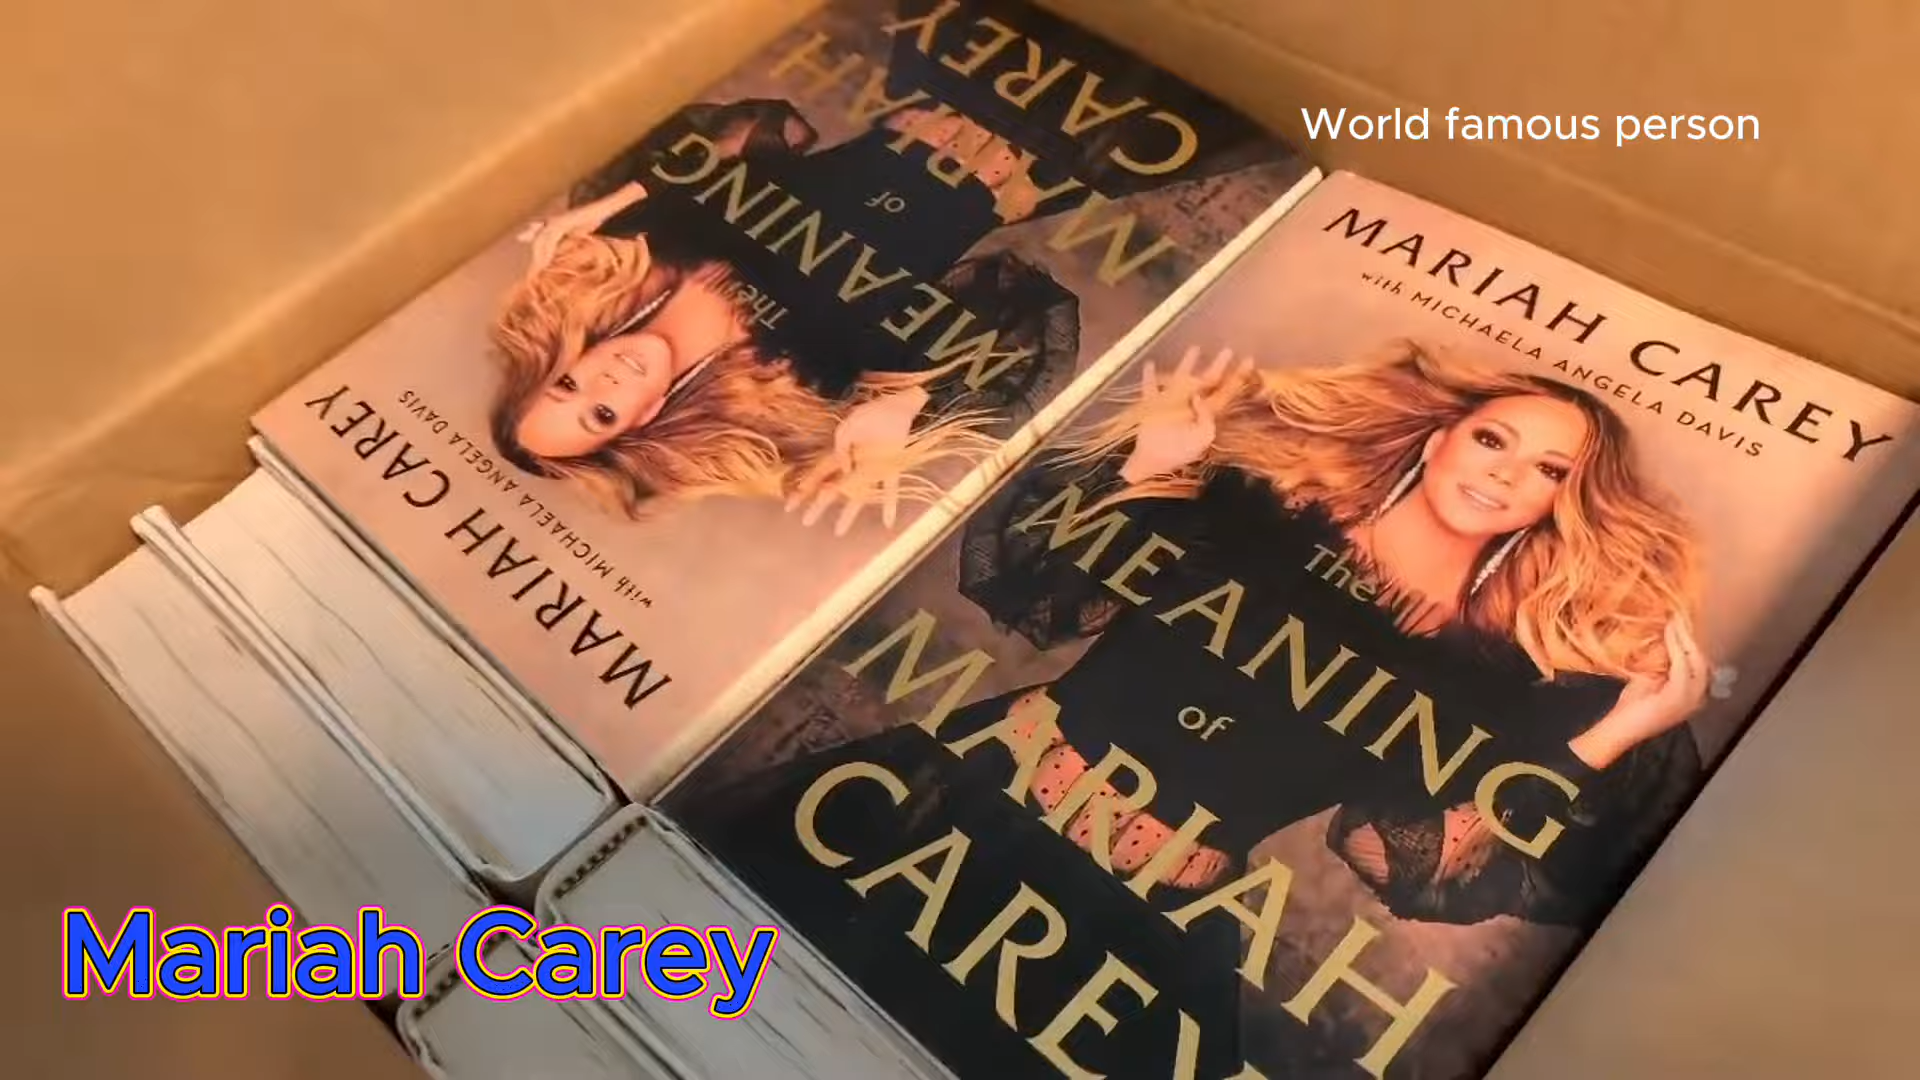 World famous person
MARIAH CAREY
with MICHAELA ANGELA DAVIS
The
MEANING
of
MARIAH
CAREY
MARIAH CAREY
with MICHAELA ANGELA DAVIS
The
MEANING
of
MARIAH
CAREY
Mariah Carey